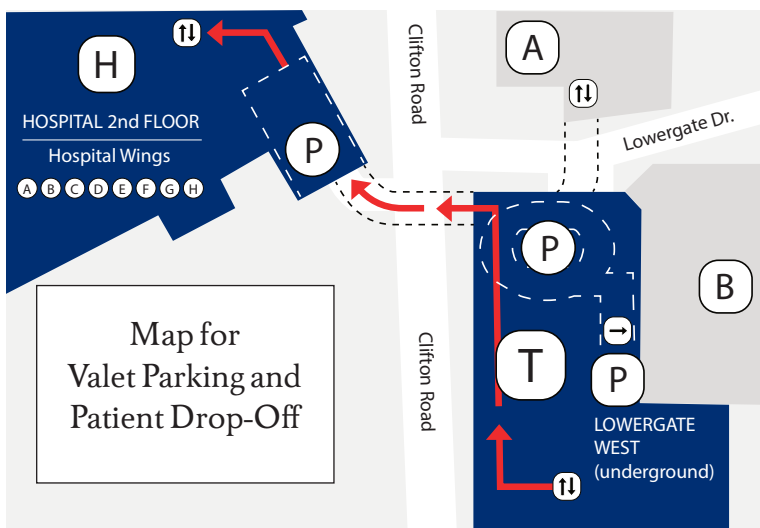 H
HOSPITAL 2nd FLOOR
Hospital Wings
A B C D E F G H
P
Clifton Road
A
Lowergate Dr.
P
B
T
P
LOWERGATE
WEST
(underground)
Clifton Road
Map for
Valet Parking and
Patient Drop-Off